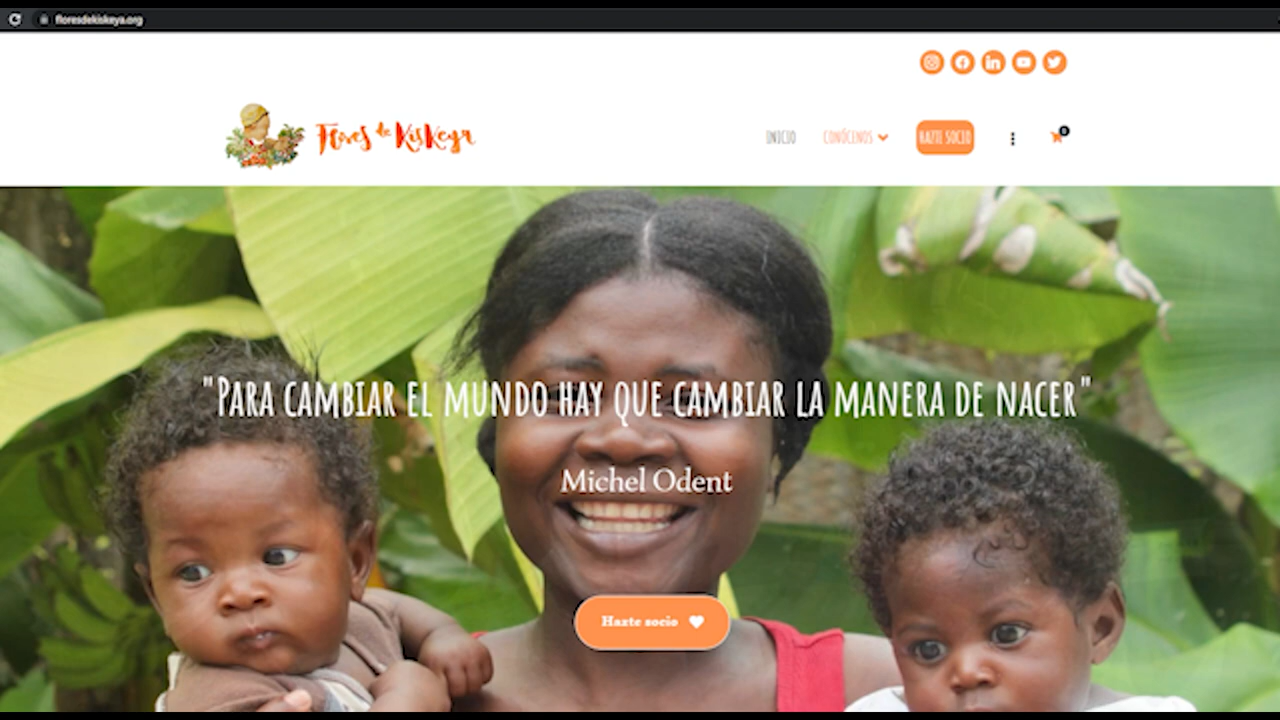 floresdekiskeya.org
Flores de Kiskeya
INICIO
CONÓCENOS
HAZTE SOCIO
0
"Para cambiar el mundo hay que cambiar la manera de nacer"
Michel Odent
Hazte socio